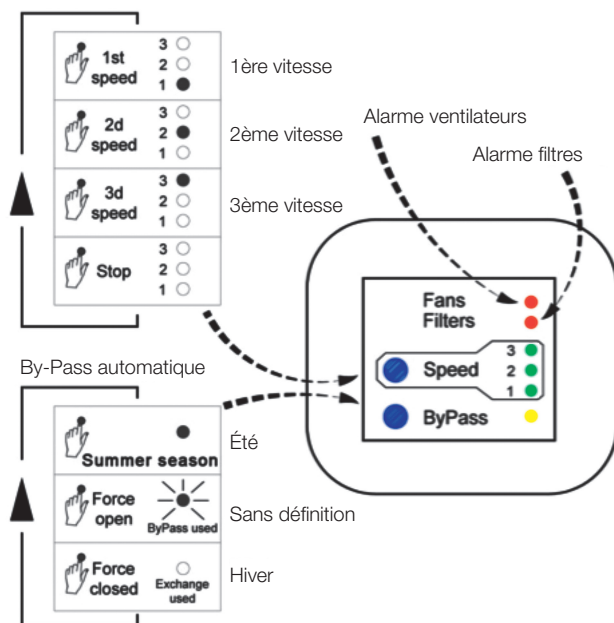 1st
speed
3
2
1
1ère vitesse
2d
speed
3
2
1
2ème vitesse
3d
speed
3
2
1
3ème vitesse
Stop
3
2
1
Alarme ventilateurs
Alarme filtres
Fans
Filters
Speed
3
2
1
ByPass
By-Pass automatique
Summer season
Été
Force
open
ByPass used
Sans définition
Force
closed
Exchange
used
Hiver